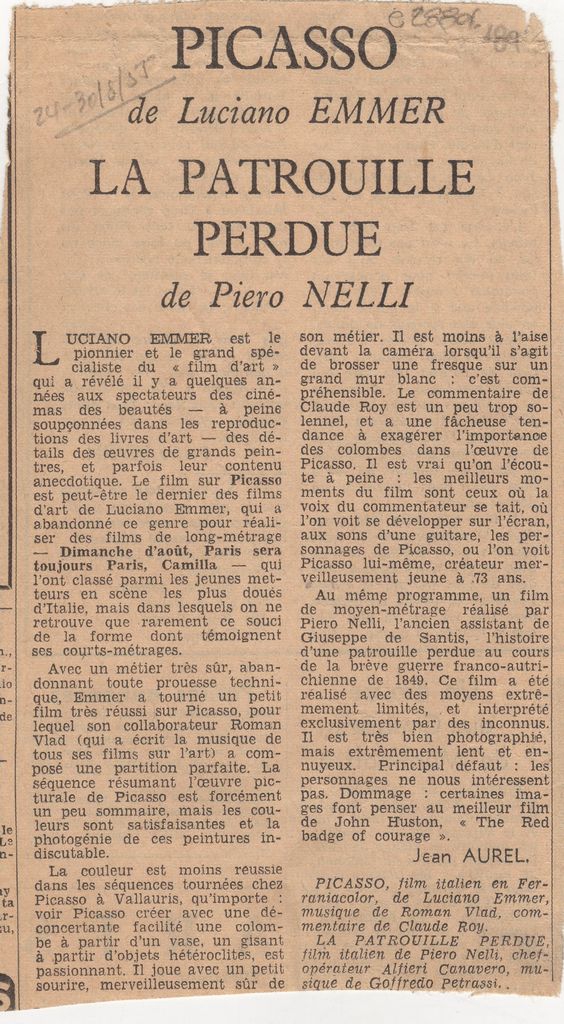 e 28806
189
24-30/8/55
PICASSO
de Luciano EMMER
LA PATROUILLE
PERDUE
de Piero NELLI
LUCIANO EMMER est le
pionnier et le grand spé-
cialiste du « film d'art »
qui a révélé il y a quelques an-
nées aux spectateurs des ciné-
mas des beautés — à peine
soupçonnées dans les reproduc-
tions des livres d'art — des dé-
tails des œuvres de grands pein-
tres, et parfois leur contenu
anecdotique. Le film sur Picasso
est peut-être le dernier des films
d'art de Luciano Emmer, qui a
abandonné ce genre pour réali-
ser des films de long-métrage
— Dimanche d'août, Paris sera
toujours Paris, Camilla — qui
l'ont classé parmi les jeunes met-
teurs en scène les plus doués
d'Italie, mais dans lesquels on ne
retrouve que rarement ce souci
de la forme dont témoignent
ses courts-métrages.
Avec un métier très sûr, aban-
donnant toute prouesse techni-
que, Emmer a tourné un petit
film très réussi sur Picasso, pour
lequel son collaborateur Roman
Vlad (qui a écrit la musique de
tous ses films sur l'art) a com-
posé une partition parfaite. La
séquence résumant l'œuvre pic-
turale de Picasso est forcément
un peu sommaire, mais les cou-
leurs sont satisfaisantes et la
photogénie de ces peintures in-
discutable.
La couleur est moins réussie
dans les séquences tournées chez
Picasso à Vallauris, qu'importe :
voir Picasso créer avec une dé-
concertante facilité une colom-
be à partir d'un vase, un gisant
à partir d'objets hétéroclites, est
passionnant. Il joue avec un petit
sourire, merveilleusement sûr de
son métier. Il est moins à l'aise
devant la caméra lorsqu'il s'agit
de brosser une fresque sur un
grand mur blanc : c'est com-
préhensible. Le commentaire de
Claude Roy est un peu trop so-
lennel, et a une fâcheuse ten-
dance à exagérer l'importance
des colombes dans l'œuvre de
Picasso. Il est vrai qu'on l'écou-
te à peine : les meilleurs mo-
ments du film sont ceux où la
voix du commentateur se tait, où
l'on voit se développer sur l'écran,
aux sons d'une guitare, les per-
sonnages de Picasso, ou l'on voit
Picasso lui-même, créateur mer-
veilleusement jeune à 73 ans.
Au même programme, un film
de moyen-métrage réalisé par
Piero Nelli, l'ancien assistant de
Giuseppe de Santis, l'histoire
d'une patrouille perdue au cours
de la brève guerre franco-autri-
chienne de 1849. Ce film a été
réalisé avec des moyens extrê-
mement limités, et interprété
exclusivement par des inconnus.
Il est très bien photographié,
mais extrêmement lent et en-
nuyeux. Principal défaut : les
personnages ne nous intéressent
pas. Dommage : certaines ima-
ges font penser au meilleur film
de John Huston, « The Red
badge of courage ».
Jean AUREL.
PICASSO, film italien en Fer-
raniacolor, de Luciano Emmer,
musique de Roman Vlad, com-
mentaire de Claude Roy.
LA PATROUILLE PERDUE,
film italien de Piero Nelli, chef-
opérateur Alfieri Canavero, mu-
sique de Goffredo Petrassi..